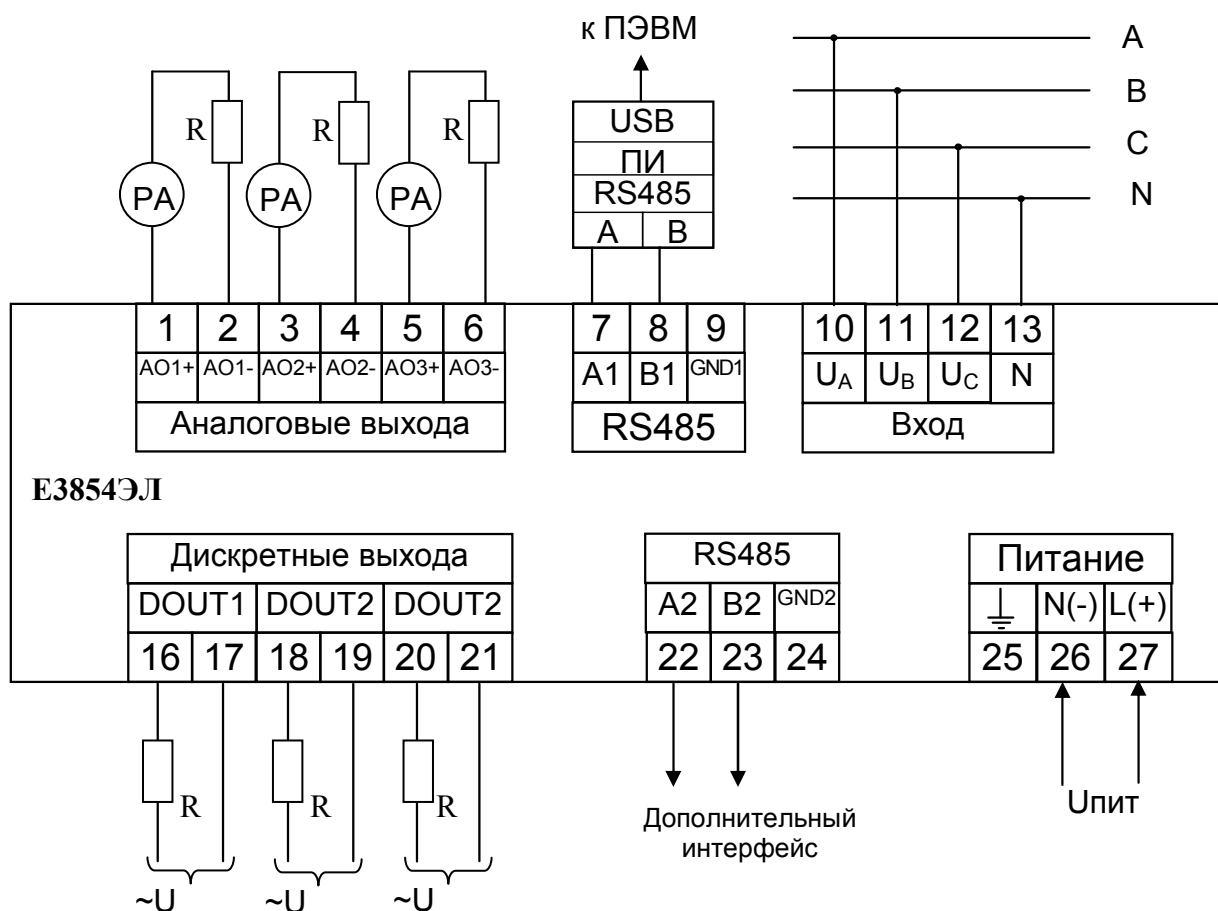 к ПЭВМ
A
B
C
N
R R R
PA PA PA
USB
ПИ
RS485
A B
1 2 3 4 5 6
AO1+ AO1- AO2+ AO2- AO3+ AO3-
Аналоговые выхода
7 8 9
A1 B1 GND1
RS485
10 11 12 13
UA UB UC N
Вход
Е3854ЭЛ
Дискретные выхода
DOUT1 DOUT2 DOUT2
16 17 18 19 20 21
RS485
A2 B2 GND2
22 23 24
Питание
N(-) L(+)
25 26 27
R R R
~U ~U ~U
Дополнительный
интерфейс
Uпит